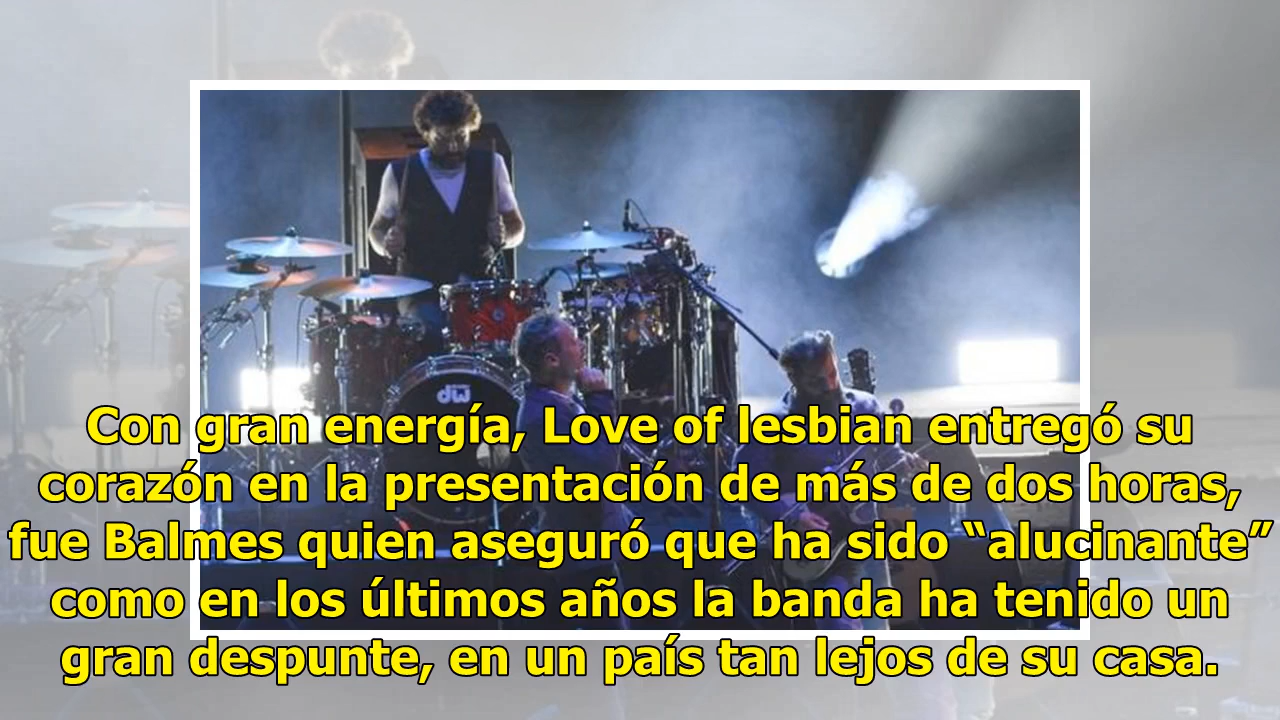 dw
Con gran energía, Love of lesbian entregó su
corazón en la presentación de más de dos horas,
fue Balmes quien aseguró que ha sido “alucinante”
como en los últimos años la banda ha tenido un
gran despunte, en un país tan lejos de su casa.